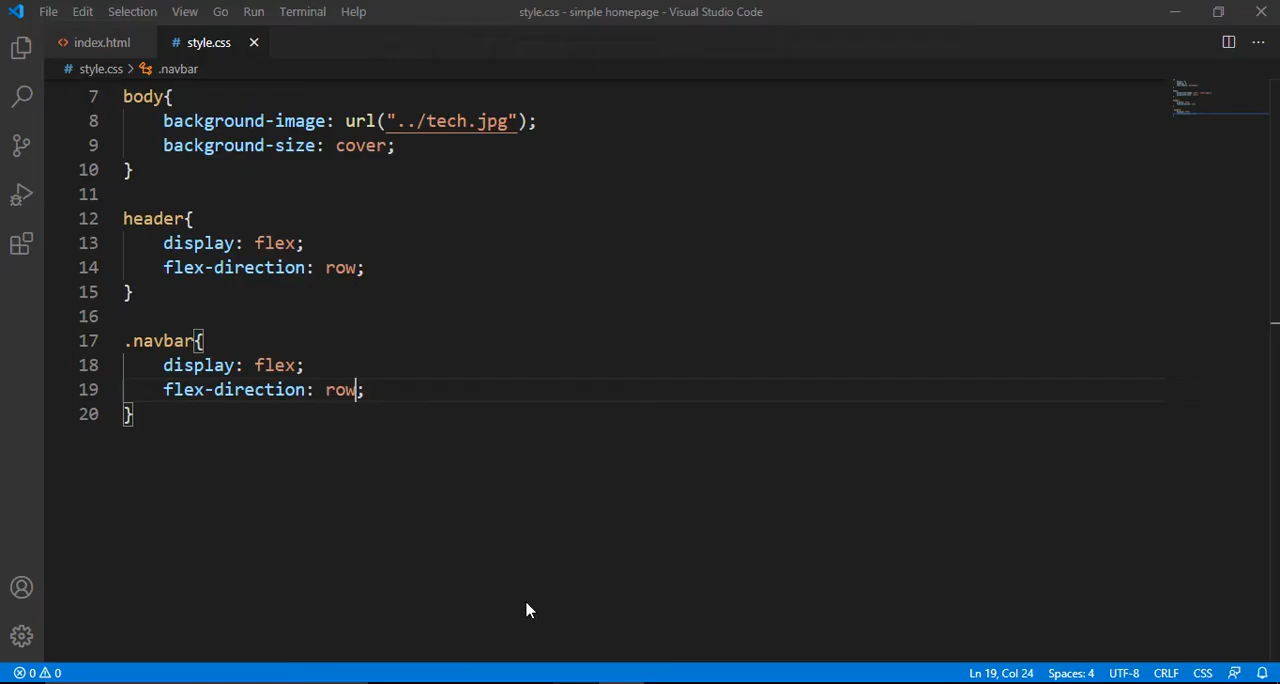 File Edit Selection View Go Run Terminal Help style.css - simple homepage - Visual Studio Code
<> index.html # style.css
# style.css > .navbar
7 body{
8 background-image: url("../tech.jpg");
9 background-size: cover;
10 }
11
12 header{
13 display: flex;
14 flex-direction: row;
15 }
16
17 .navbar{
18 display: flex;
19 flex-direction: row;
20 }
0 0 Ln 19, Col 24 Spaces: 4 UTF-8 CRLF CSS